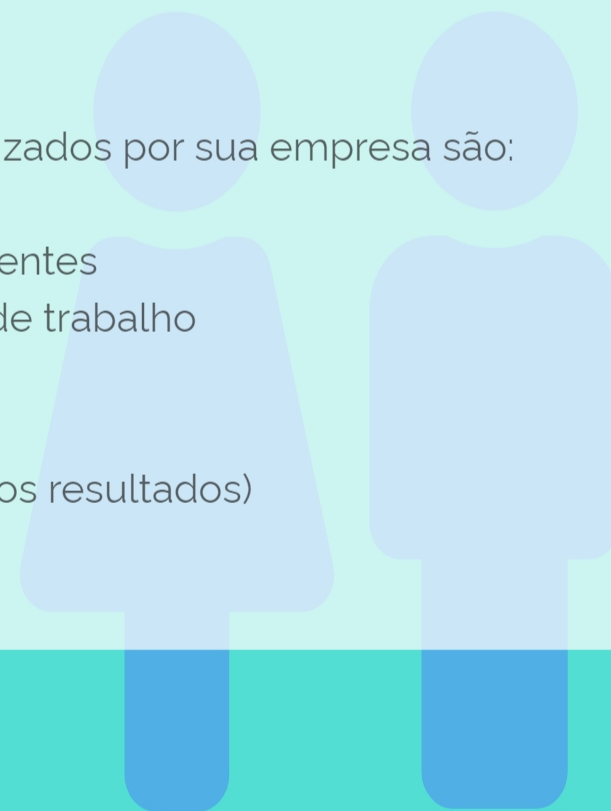 zados por sua empresa são:
entes
de trabalho
os resultados)